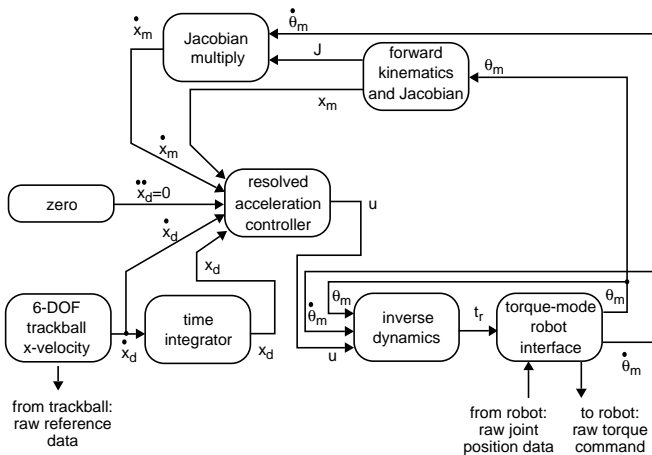 ẋm
Jacobian
multiply
θ̇m
J
forward
kinematics
and Jacobian
θm
xm
ẋm
zero
ẍd=0
resolved
acceleration
controller
u
ẋd
xd
6-DOF
trackball
x-velocity
ẋd
time
integrator
xd
θm
θ̇m
u
inverse
dynamics
tr
torque-mode
robot
interface
θm
θ̇m
from trackball:
raw reference
data
from robot:
raw joint
position data
to robot:
raw torque
command